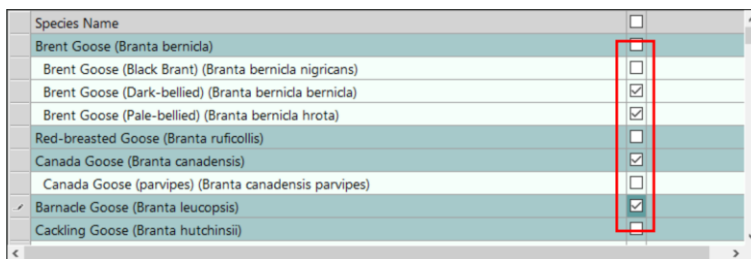 Species Name
Brent Goose (Branta bernicla)
Brent Goose (Black Brant) (Branta bernicla nigricans)
Brent Goose (Dark-bellied) (Branta bernicla bernicla)
Brent Goose (Pale-bellied) (Branta bernicla hrota)
Red-breasted Goose (Branta ruficollis)
Canada Goose (Branta canadensis)
Canada Goose (parvipes) (Branta canadensis parvipes)
Barnacle Goose (Branta leucopsis)
Cackling Goose (Branta hutchinsii)